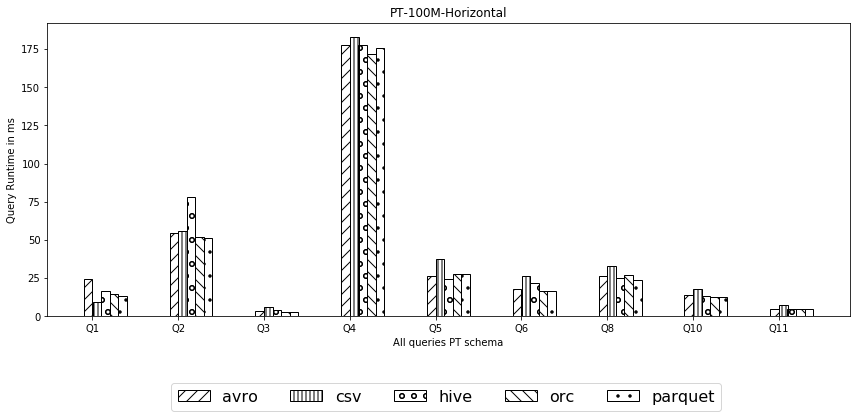 PT-100M-Horizontal
Query Runtime in ms
175
150
125
100
75
50
25
0
Q1 Q2 Q3 Q4 Q5 Q6 Q8 Q10 Q11
All queries PT schema
avro csv hive orc parquet